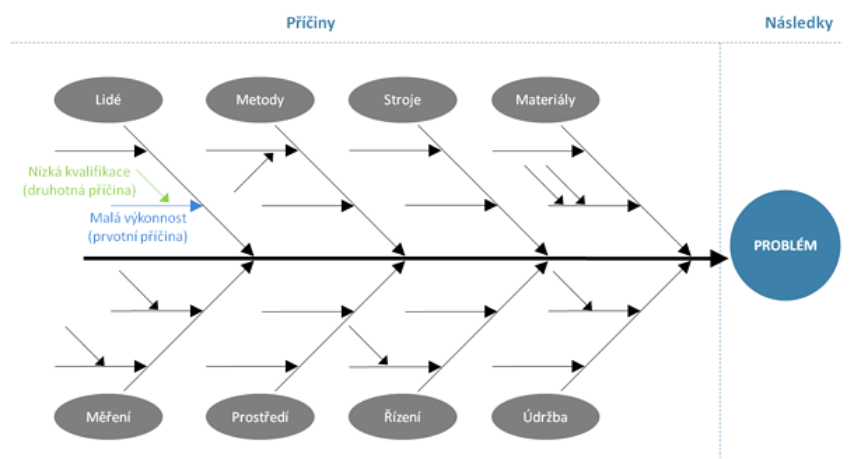 Příčiny
Následky
Lidé
Metody
Stroje
Materiály
Nízká kvalifikace
(druhotná příčina)
Malá výkonnost
(prvotní příčina)
PROBLÉM
Měření
Prostředí
Řízení
Údržba